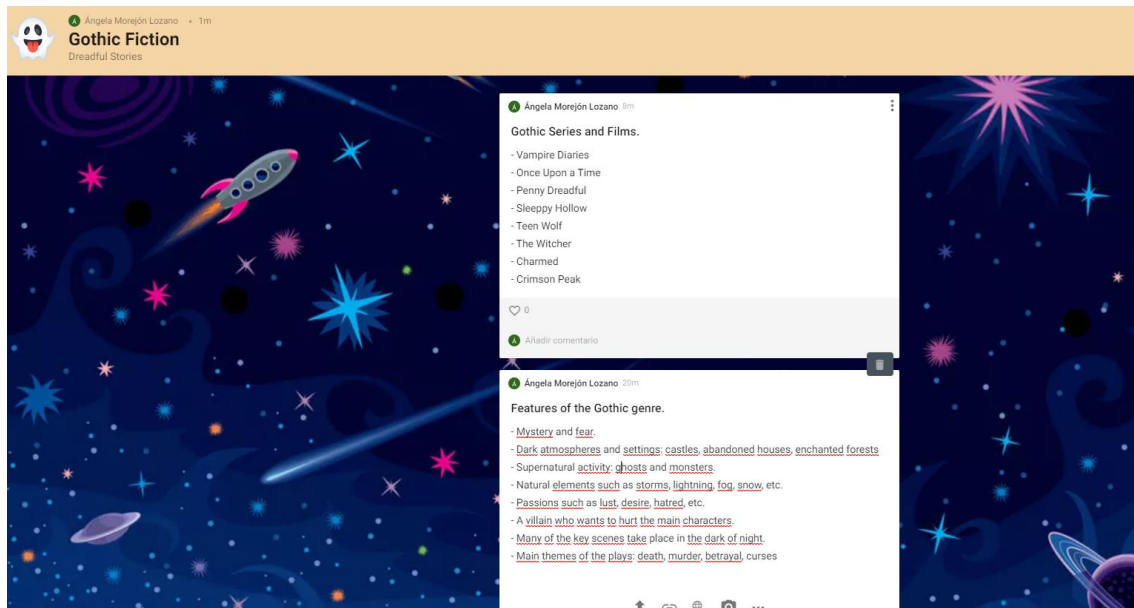 Ángela Morejón Lozano • 1m
Gothic Fiction
Dreadful Stories
A Ángela Morejón Lozano 8m
Gothic Series and Films.
- Vampire Diaries
- Once Upon a Time
- Penny Dreadful
- Sleeppy Hollow
- Teen Wolf
- The Witcher
- Charmed
- Crimson Peak
0
A Añadir comentario
A Ángela Morejón Lozano 20m
Features of the Gothic genre.
- Mystery and fear.
- Dark atmospheres and settings: castles, abandoned houses, enchanted forests
- Supernatural activity: ghosts and monsters.
- Natural elements such as storms, lightning, fog, snow, etc.
- Passions such as lust, desire, hatred, etc.
- A villain who wants to hurt the main characters.
- Many of the key scenes take place in the dark of night.
- Main themes of the plays: death, murder, betrayal, curses